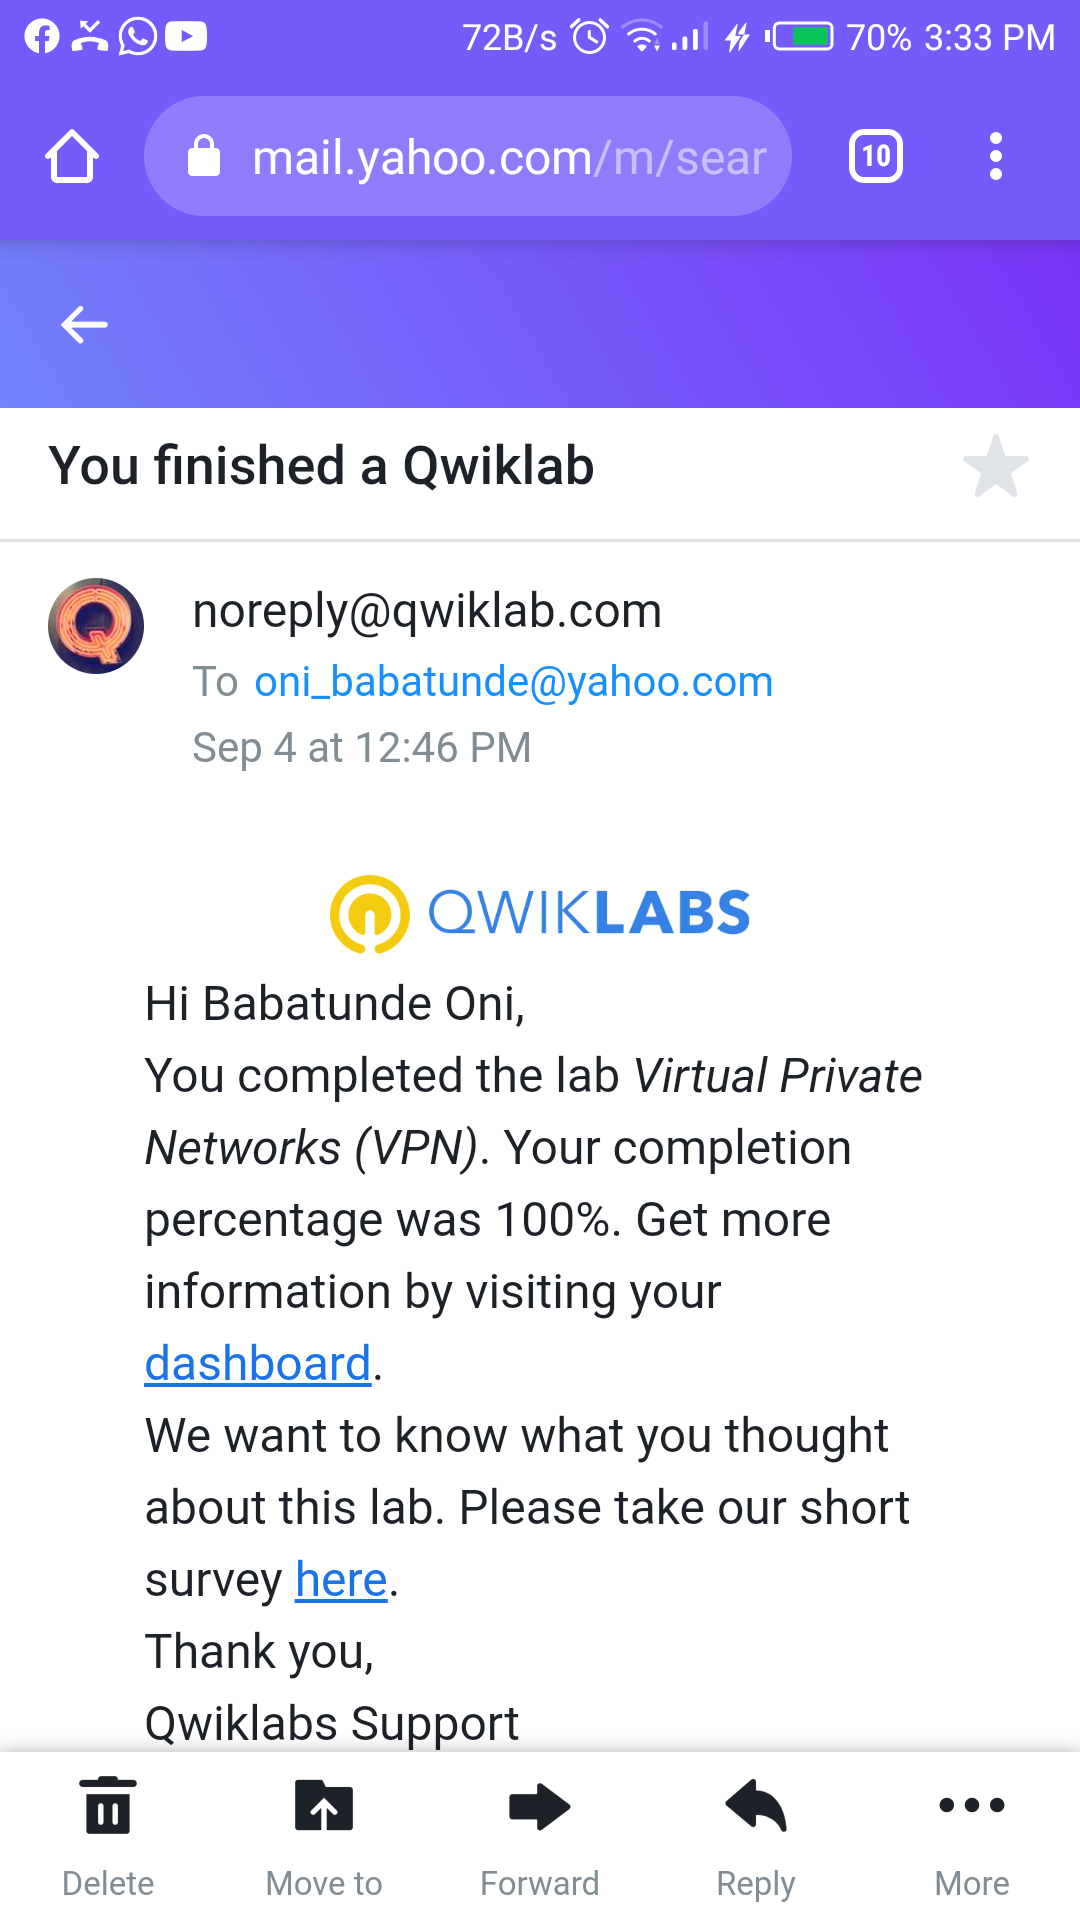 72B/s 70% 3:33 PM
mail.yahoo.com/m/sear
10
You finished a Qwiklab
noreply@qwiklab.com
To oni_babatunde@yahoo.com
Sep 4 at 12:46 PM
QWIKLABS
Hi Babatunde Oni,
You completed the lab Virtual Private
Networks (VPN). Your completion
percentage was 100%. Get more
information by visiting your
dashboard.
We want to know what you thought
about this lab. Please take our short
survey here.
Thank you,
Qwiklabs Support
Delete Move to Forward Reply More